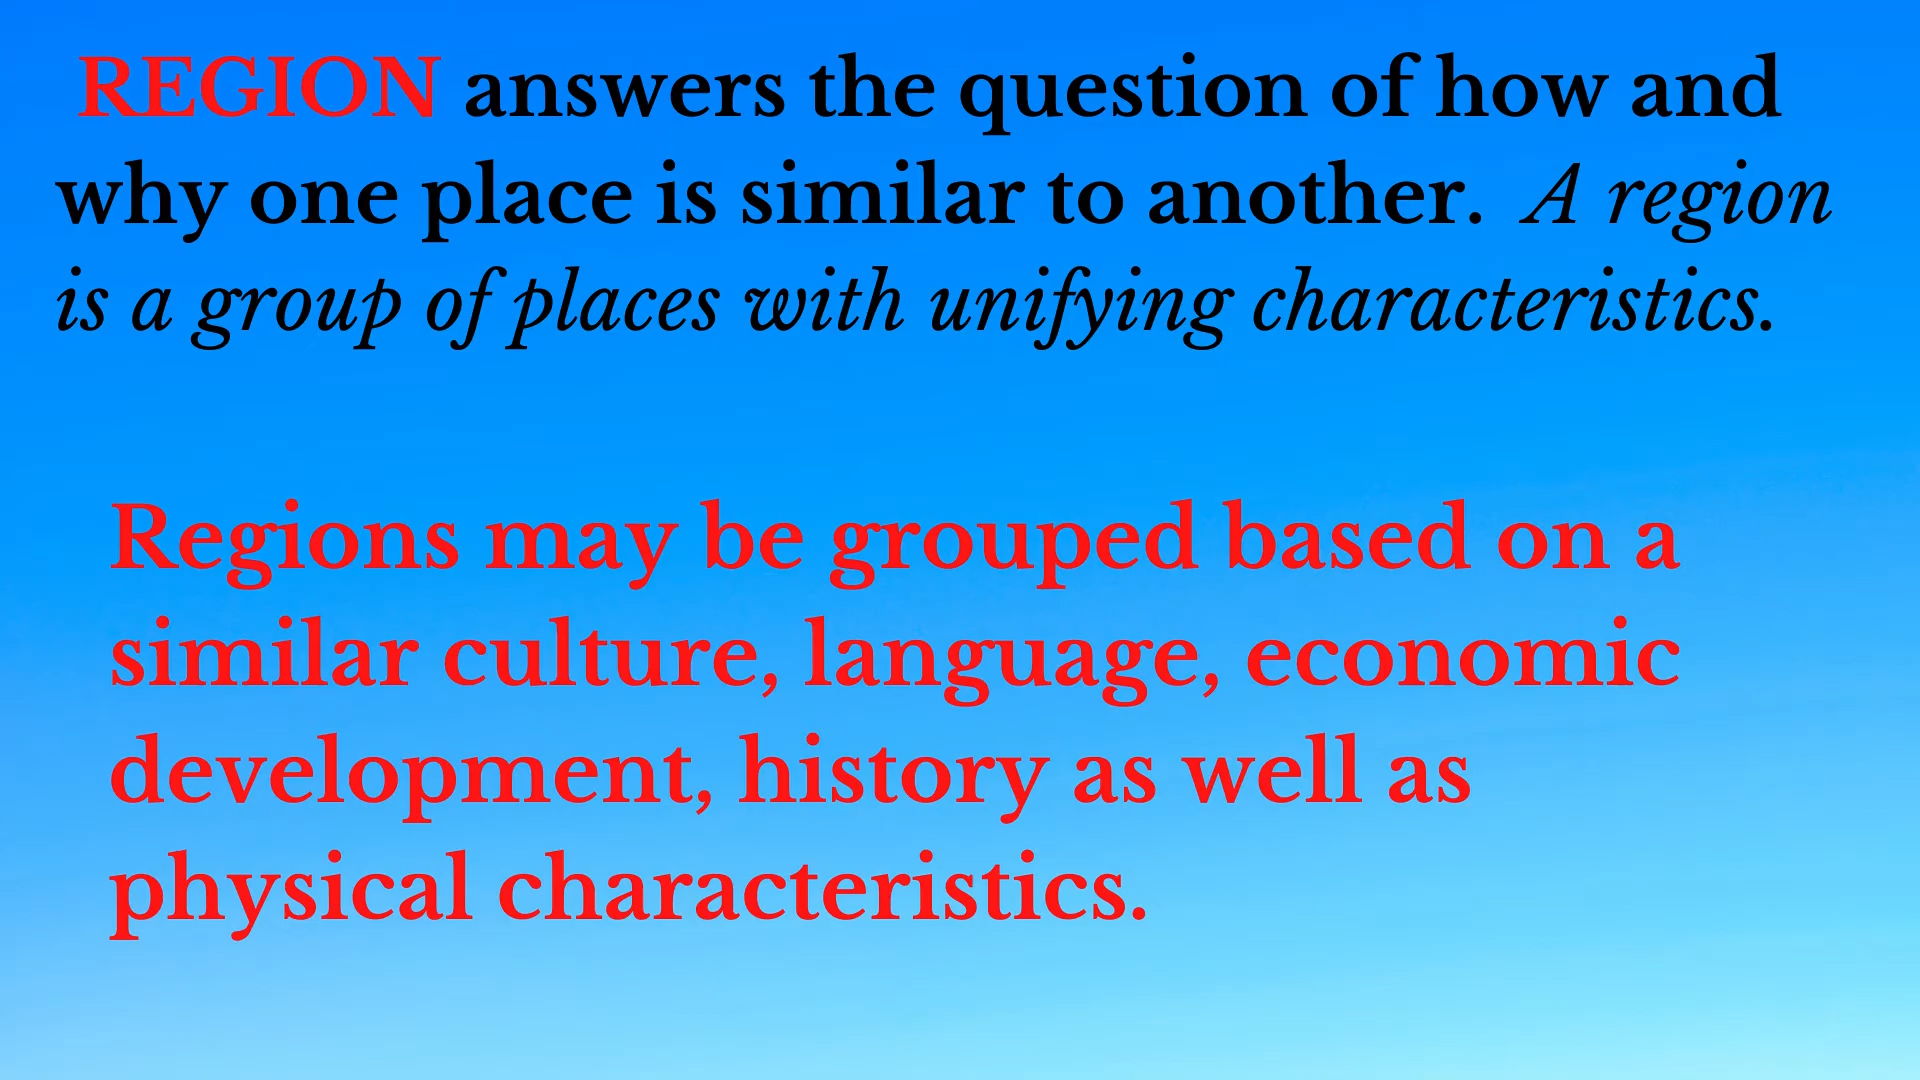 REGION answers the question of how and
why one place is similar to another. A region
is a group of places with unifying characteristics.
Regions may be grouped based on a
similar culture, language, economic
development, history as well as
physical characteristics.